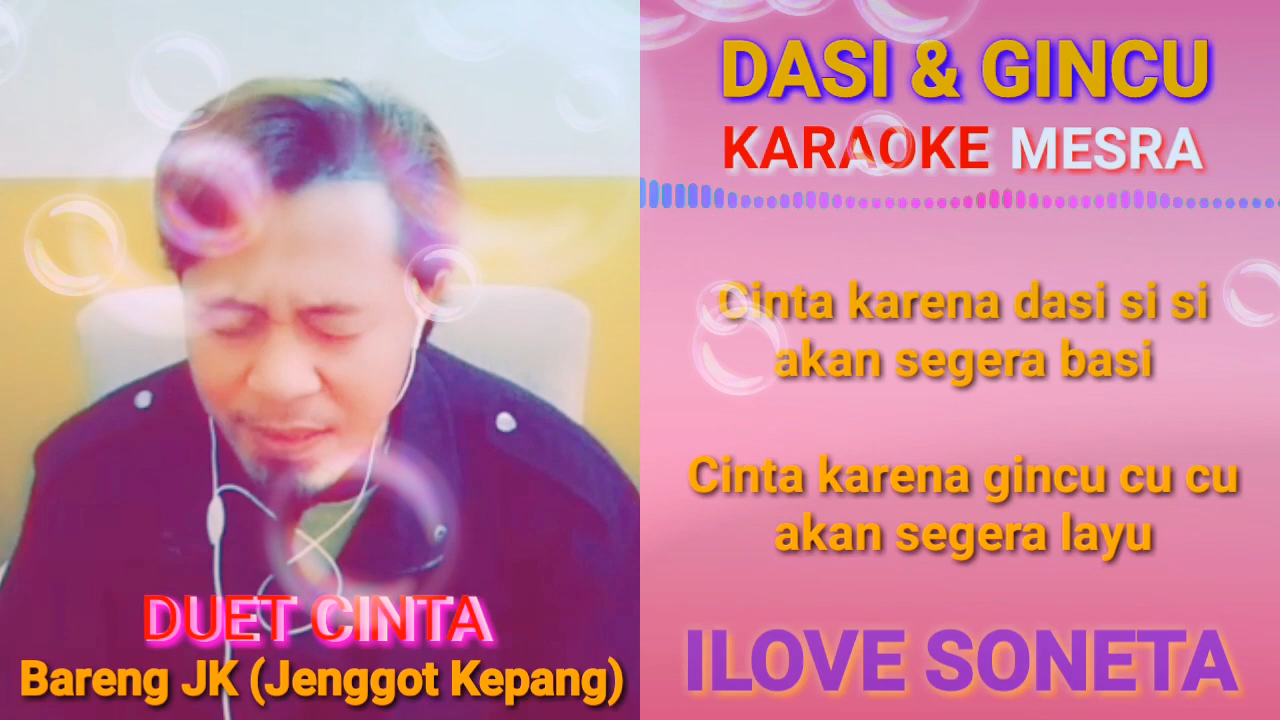 DUET CINTA
Bareng JK (Jenggot Kepang)
DASI & GINCU
KARAOKE MESRA
Cinta karena dasi si si
akan segera basi
Cinta karena gincu cu cu
akan segera layu
ILOVE SONETA